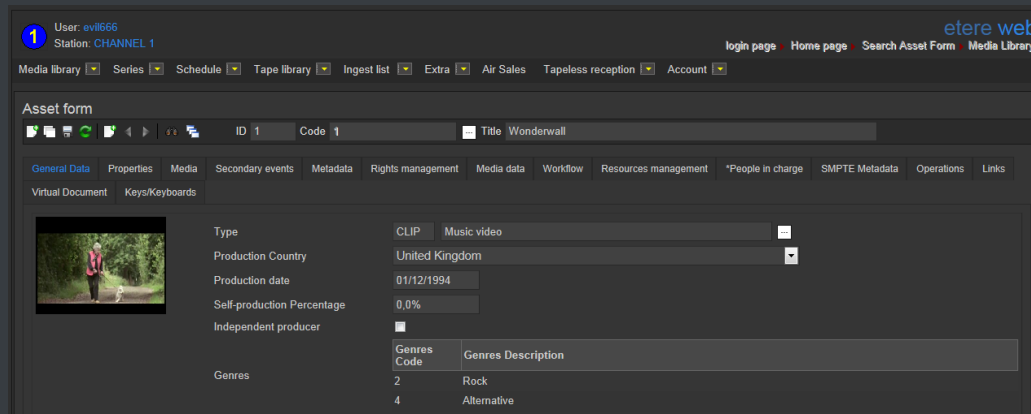 1
User: evil666
Station: CHANNEL 1
etere web
login page Home page Search Asset Form Media Library
Media library Series Schedule Tape library Ingest list Extra Air Sales Tapeless reception Account
Asset form
ID 1 Code 1 ... Title Wonderwall
General Data Properties Media Secondary events Metadata Rights management Media data Workflow Resources management *People in charge SMPTE Metadata Operations Links
Virtual Document Keys/Keyboards
Type CLIP Music video ...
Production Country United Kingdom
Production date 01/12/1994
Self-production Percentage 0,0%
Independent producer
Genres Code Genres Description
Genres
2 Rock
4 Alternative